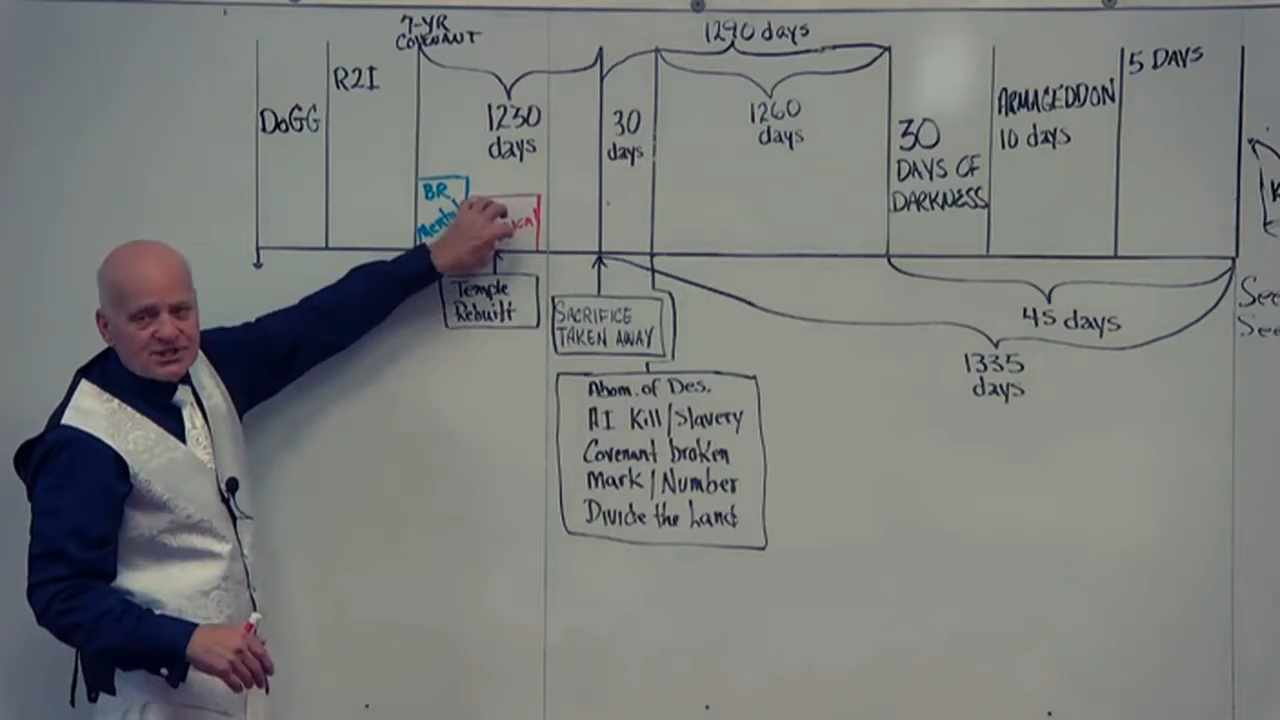 7-YR
COVENANT
1290 days
DoGG
R2I
1230
days
30
days
1260
days
30
DAYS OF
DARKNESS
ARMAGEDDON
10 days
5 DAYS
BR
Temple
Rebuilt
SACRIFICE
TAKEN AWAY
45 days
1335
days
Abom. of Des.
AI Kill/Slavery
Covenant broken
Mark/Number
Divide the Land
See
See